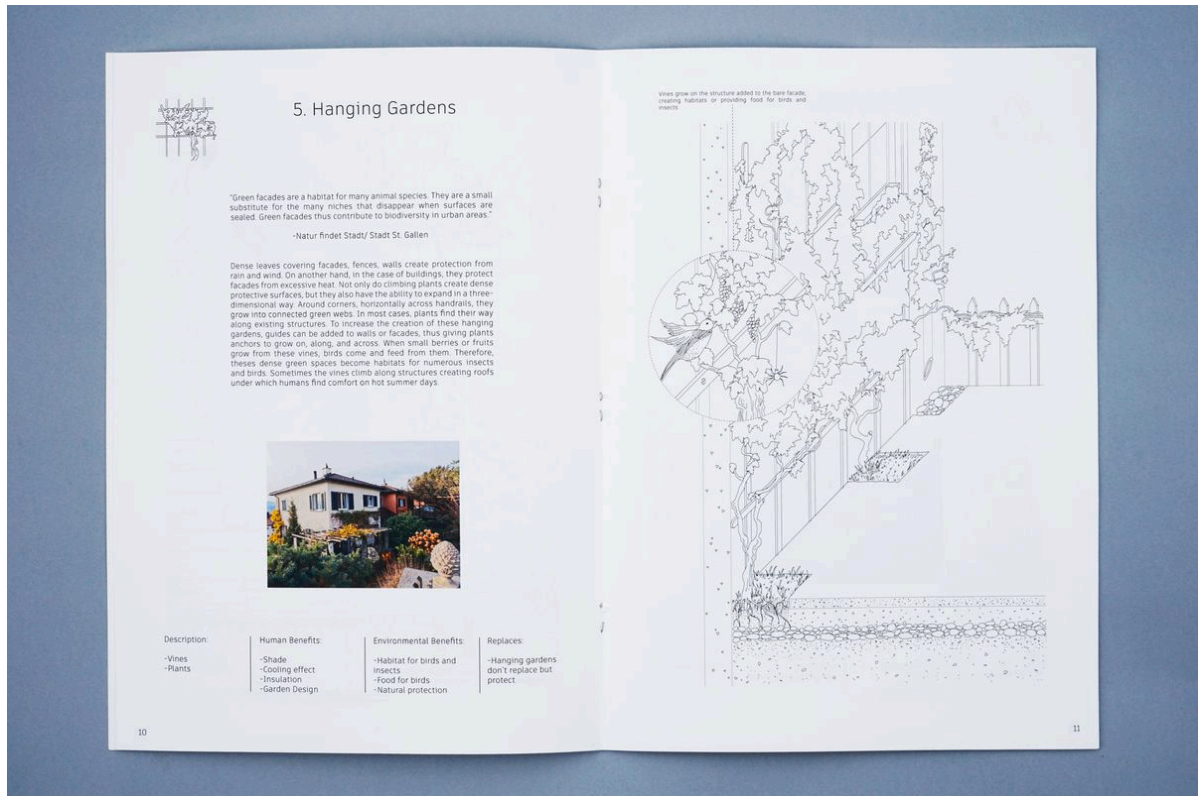 5. Hanging Gardens
"Green facades are a habitat for many animal species. They are a small
substitute for the many niches that disappear when surfaces are
sealed. Green facades thus contribute to biodiversity in urban areas."
-Natur findet Stadt/ Stadt St. Gallen
Dense leaves covering facades, fences, walls create protection from
rain and wind. On another hand, in the case of buildings, they protect
facades from excessive heat. Not only do climbing plants create dense
protective surfaces, but they also have the ability to expand in a three-
dimensional way. Around corners, horizontally across handrails, they
grow into connected green webs. In most cases, plants find their way
along existing structures. To increase the creation of these hanging
gardens, guides can be added to walls or facades, thus giving plants
anchors to grow on, along, and across. When small berries or fruits
grow from these vines, birds come and feed from them. Therefore,
theses dense green spaces become habitats for numerous insects
and birds. Sometimes the vines climb along structures creating roofs
under which humans find comfort on hot summer days.
Description:
-Vines
-Plants
Human Benefits:
-Shade
-Cooling effect
-Insulation
-Garden Design
Environmental Benefits:
-Habitat for birds and
insects
-Food for birds
-Natural protection
Replaces:
-Hanging gardens
don't replace but
protect
10
Vines grow on the structure added to the bare facade,
creating habitats or providing food for birds and
insects
11